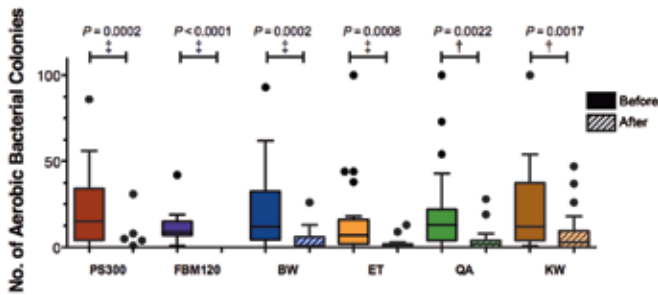 P = 0.0002 P < 0.0001 P = 0.0002 P = 0.0008 P = 0.0022 P = 0.0017
‡ ‡ ‡ ‡ † †
No. of Aerobic Bacterial Colonies
100
50
0
Before
After
PS300 FBM120 BW ET QA KW